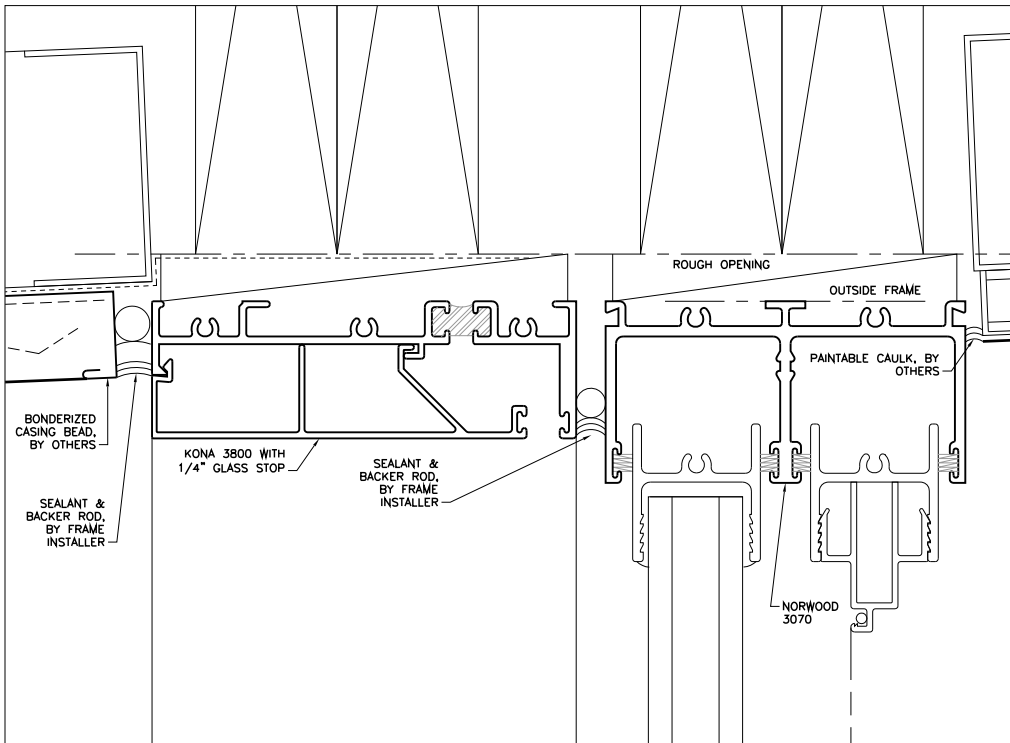 ROUGH OPENING
OUTSIDE FRAME
PAINTABLE CAULK, BY
OTHERS
BONDERIZED
CASING BEAD,
BY OTHERS
KONA 3800 WITH
1/4" GLASS STOP
SEALANT &
BACKER ROD,
BY FRAME
INSTALLER
SEALANT &
BACKER ROD,
BY FRAME
INSTALLER
NORWOOD
3070